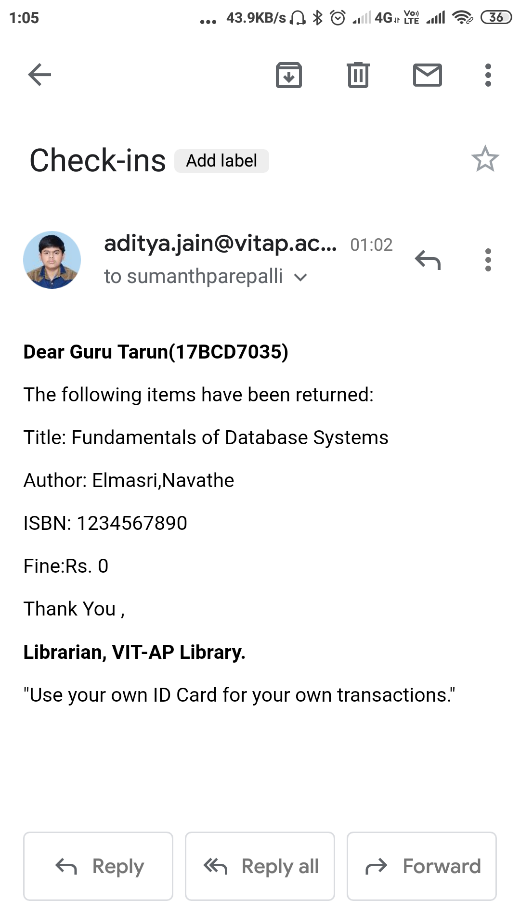 1:05 ... 43.9KB/s 4G Vo)) LTE 36
Check-ins Add label
aditya.jain@vitap.ac... 01:02
to sumanthparepalli
Dear Guru Tarun(17BCD7035)
The following items have been returned:
Title: Fundamentals of Database Systems
Author: Elmasri,Navathe
ISBN: 1234567890
Fine:Rs. 0
Thank You ,
Librarian, VIT-AP Library.
"Use your own ID Card for your own transactions."
Reply Reply all Forward